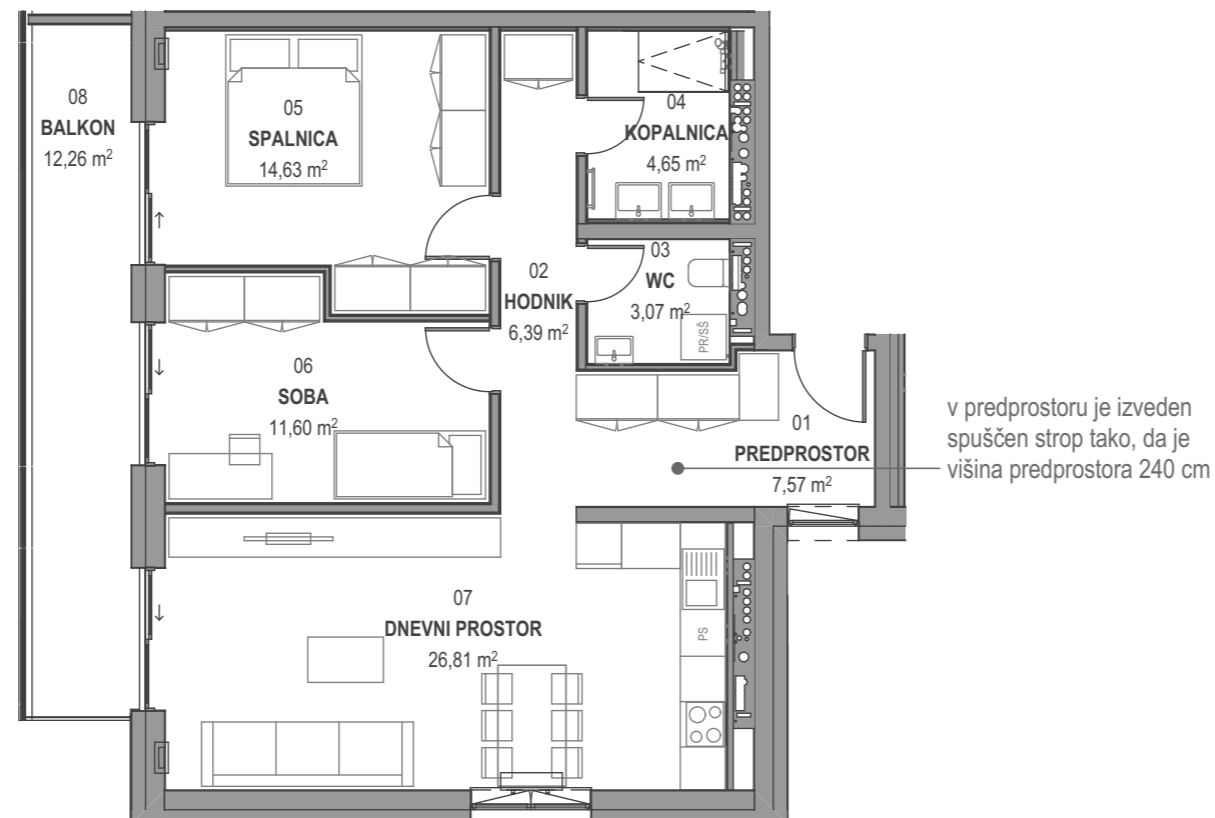 08
BALKON
12,26 m²
05
SPALNICA
14,63 m²
04
KOPALNICA
4,65 m²
03
WC
3,07 m²
PR/SŠ
02
HODNIK
6,39 m²
06
SOBA
11,60 m²
01
PREDPROSTOR
7,57 m²
v predprostoru je izveden
spuščen strop tako, da je
višina predprostora 240 cm
07
DNEVNI PROSTOR
26,81 m²
PS